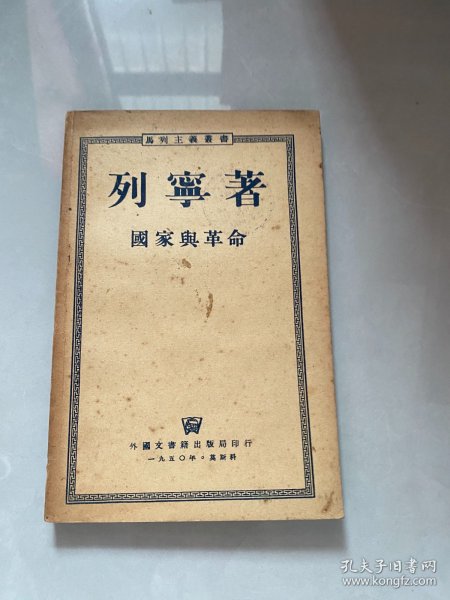 馬列主義叢書
列寧著
國家與革命
外國文書籍出版局印行
一九五〇年。莫斯科
孔夫子旧书网
www.kongfz.com